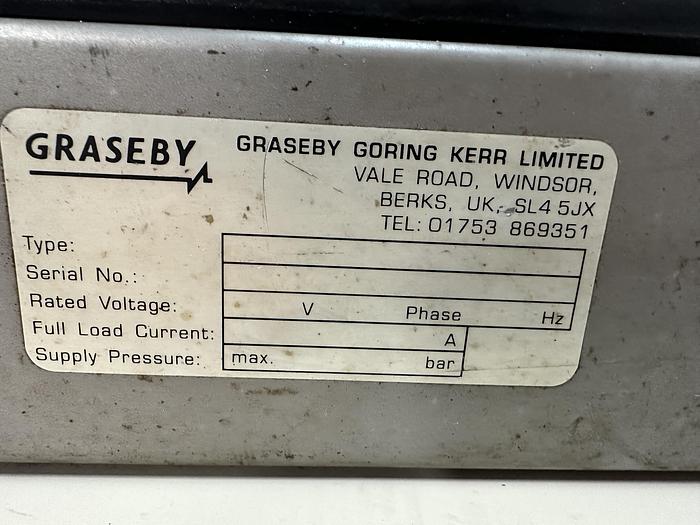 GRASEBY
GRASEBY GORING KERR LIMITED
VALE ROAD, WINDSOR,
BERKS, UK, SL4 5JX
TEL: 01753 869351
Type:
Serial No.:
Rated Voltage: V Phase Hz
Full Load Current: A
Supply Pressure: max. bar